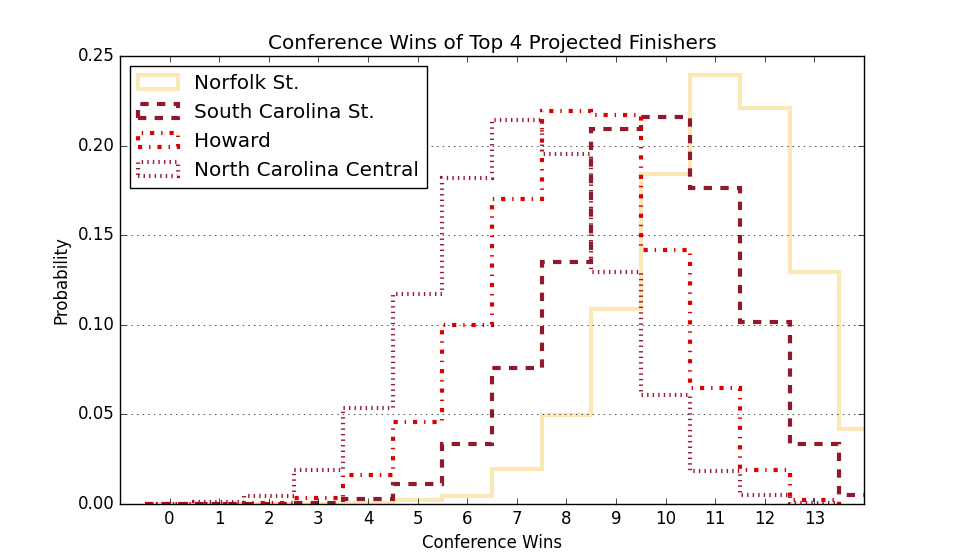 Conference Wins of Top 4 Projected Finishers
0.25
0.20
0.15
0.10
0.05
0.00
Probability
Norfolk St.
South Carolina St.
Howard
North Carolina Central
0 1 2 3 4 5 6 7 8 9 10 11 12 13
Conference Wins